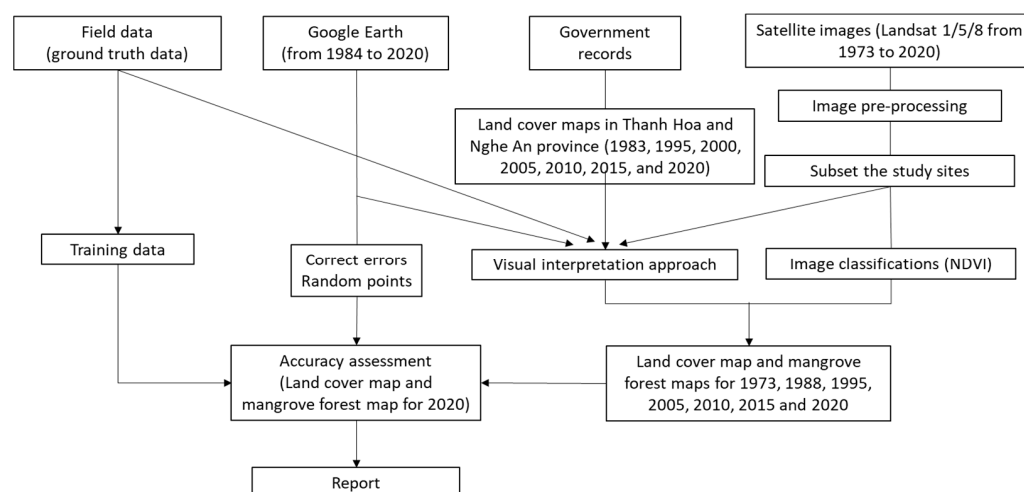 Field data
(ground truth data)
Google Earth
(from 1984 to 2020)
Government
records
Satellite images (Landsat 1/5/8 from
1973 to 2020)
Image pre-processing
Land cover maps in Thanh Hoa and
Nghe An province (1983, 1995, 2000,
2005, 2010, 2015, and 2020)
Subset the study sites
Training data
Correct errors
Random points
Visual interpretation approach
Image classifications (NDVI)
Accuracy assessment
(Land cover map and
mangrove forest map for 2020)
Land cover map and mangrove
forest maps for 1973, 1988, 1995,
2005, 2010, 2015 and 2020
Report